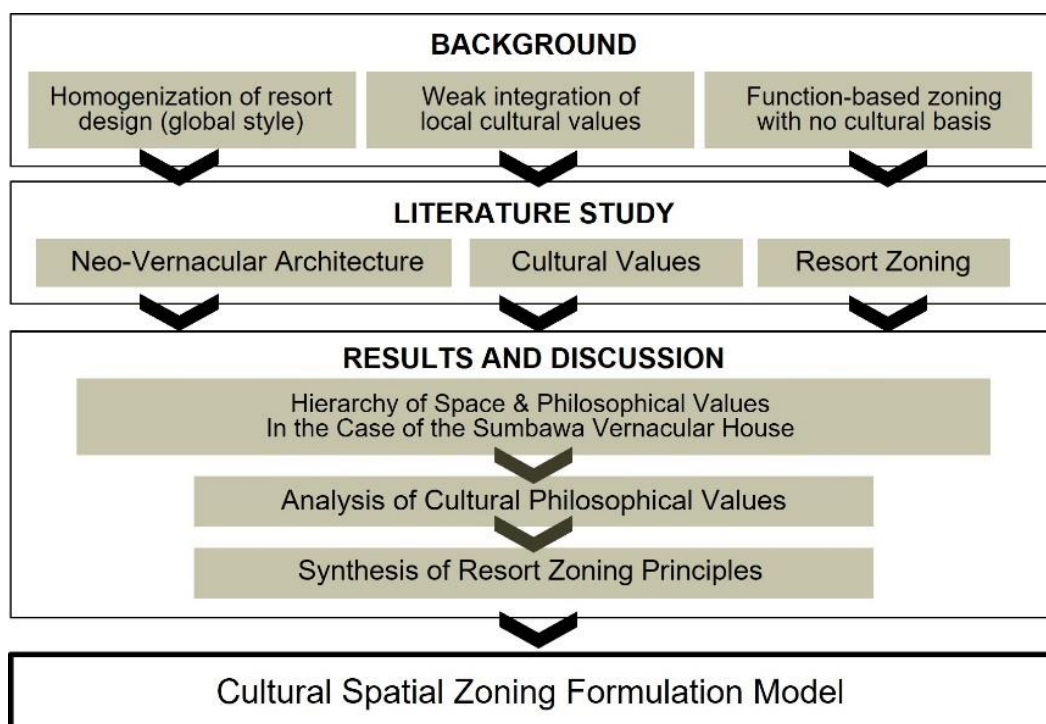 BACKGROUND
Homogenization of resort
design (global style)
Weak integration of
local cultural values
Function-based zoning
with no cultural basis
LITERATURE STUDY
Neo-Vernacular Architecture
Cultural Values
Resort Zoning
RESULTS AND DISCUSSION
Hierarchy of Space & Philosophical Values
In the Case of the Sumbawa Vernacular House
Analysis of Cultural Philosophical Values
Synthesis of Resort Zoning Principles
Cultural Spatial Zoning Formulation Model